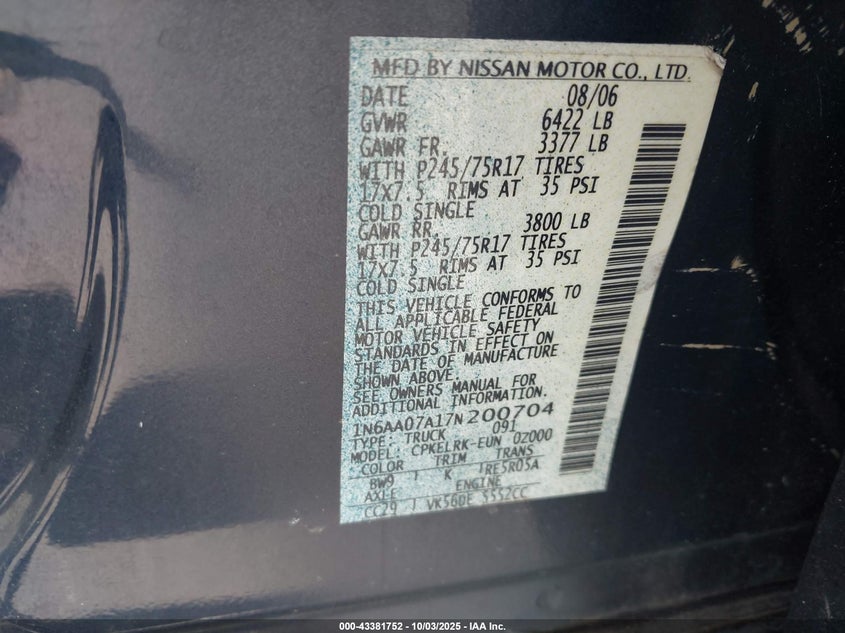 MFD BY NISSAN MOTOR CO., LTD.
DATE 08/06
GVWR 6422 LB
GAWR FR. 3377 LB
WITH P245/75R17 TIRES
17X7.5 RIMS AT 35 PSI
COLD SINGLE
GAWR RR. 3800 LB
WITH P245/75R17 TIRES
17X7.5 RIMS AT 35 PSI
COLD SINGLE
THIS VEHICLE CONFORMS TO
ALL APPLICABLE FEDERAL
MOTOR VEHICLE SAFETY
STANDARDS IN EFFECT ON
THE DATE OF MANUFACTURE
SHOWN ABOVE.
SEE OWNERS MANUAL FOR
ADDITIONAL INFORMATION.
1N6AA07A17N200704
TYPE: TRUCK 091
MODEL: CPKELRK-EUN 0Z000
COLOR TRIM TRANS
BW9 K RE5R05A
AXLE ENGINE
CC29 VK56DE 5552CC
000-43381752 - 10/03/2025 - IAA Inc.